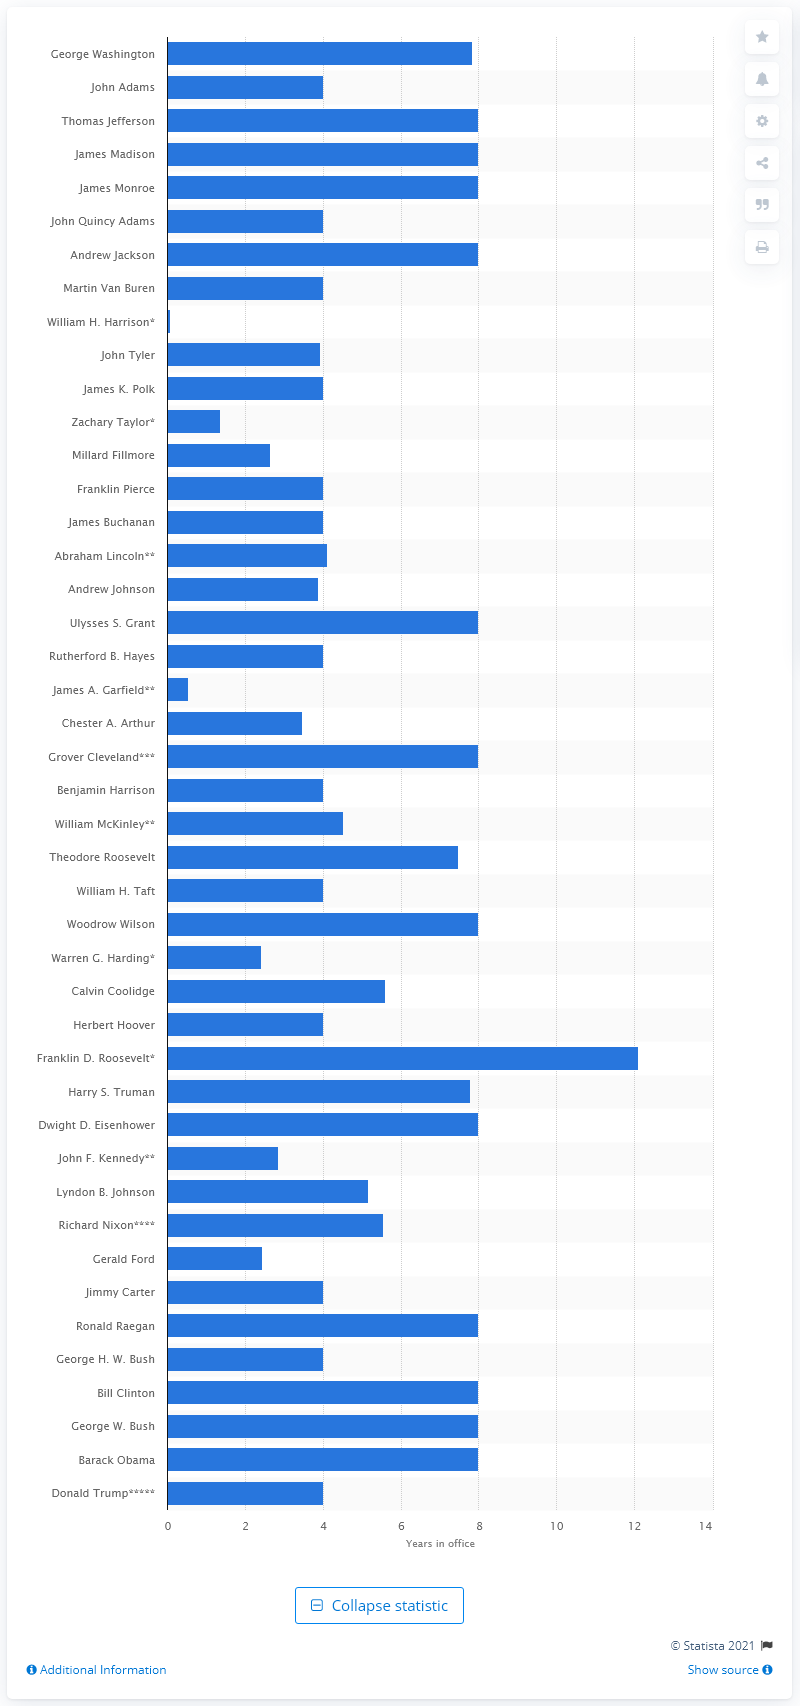 George Washington
John Adams
Thomas Jefferson
James Madison
James Monroe
John Quincy Adams
Andrew Jackson
Martin Van Buren
William H. Harrison*
John Tyler
James K. Polk
Zachary Taylor*
Millard Fillmore
Franklin Pierce
James Buchanan
Abraham Lincoln**
Andrew Johnson
Ulysses S. Grant
Rutherford B. Hayes
James A. Garfield**
Chester A. Arthur
Grover Cleveland***
Benjamin Harrison
William McKinley**
Theodore Roosevelt
William H. Taft
Woodrow Wilson
Warren G. Harding*
Calvin Coolidge
Herbert Hoover
Franklin D. Roosevelt*
Harry S. Truman
Dwight D. Eisenhower
John F. Kennedy**
Lyndon B. Johnson
Richard Nixon****
Gerald Ford
Jimmy Carter
Ronald Raegan
George H. W. Bush
Bill Clinton
George W. Bush
Barack Obama
Donald Trump*****
0 2 4 6 8 10 12 14
Years in office
Collapse statistic
© Statista 2021
Additional Information
Show source